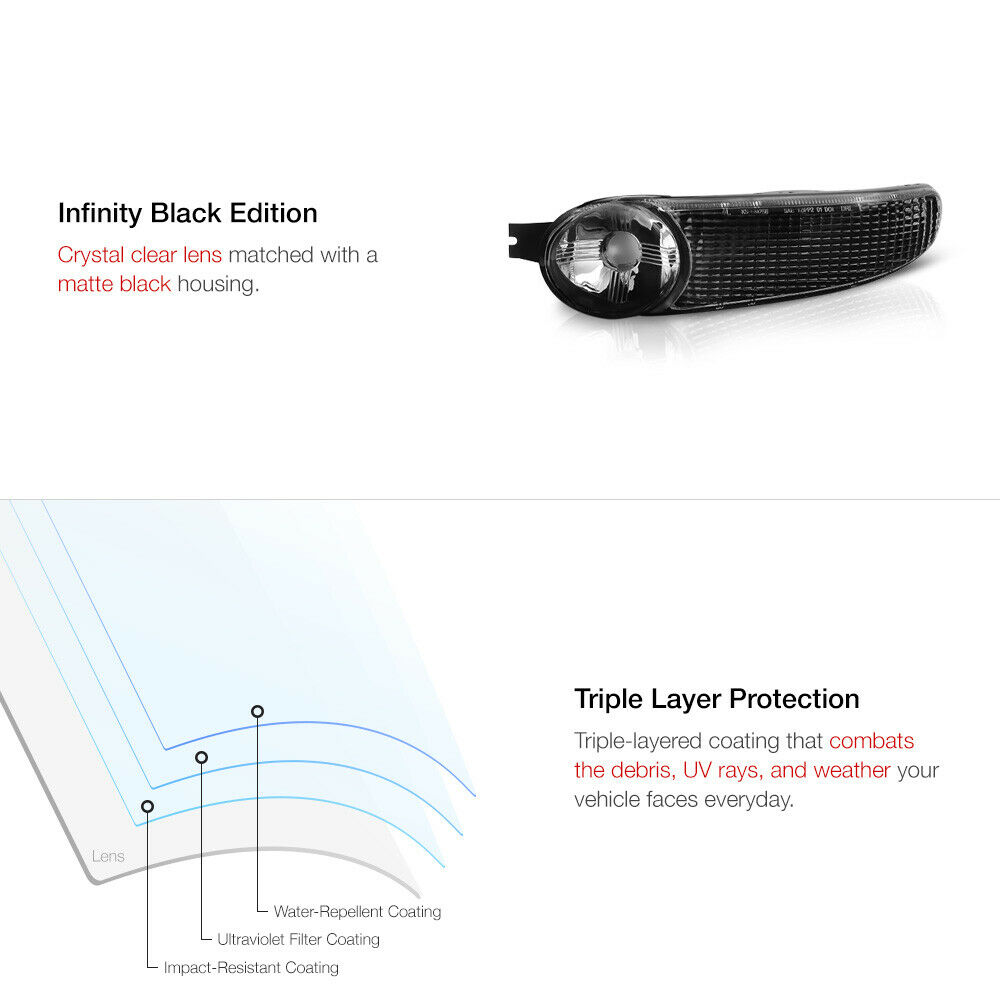 Infinity Black Edition
Crystal clear lens matched with a
matte black housing.
Triple Layer Protection
Triple-layered coating that combats
the debris, UV rays, and weather your
vehicle faces everyday.
Lens
Water-Repellent Coating
Ultraviolet Filter Coating
Impact-Resistant Coating